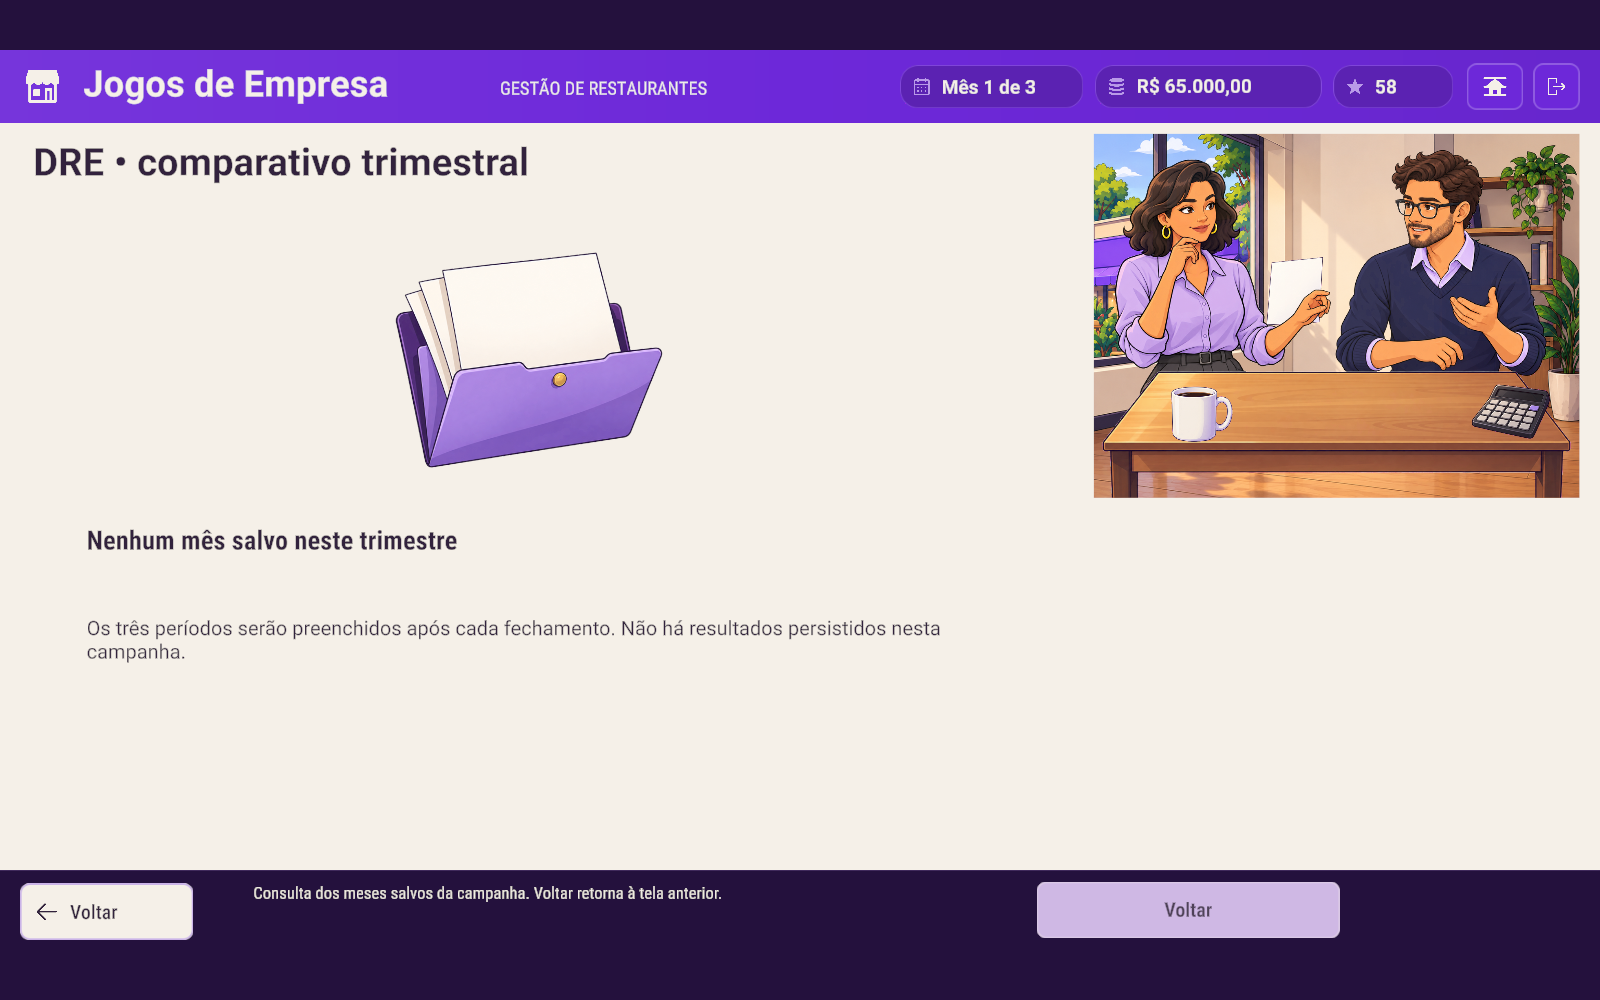 Jogos de Empresa
GESTÃO DE RESTAURANTES
Mês 1 de 3
R$ 65.000,00
58
DRE • comparativo trimestral
Nenhum mês salvo neste trimestre
Os três períodos serão preenchidos após cada fechamento. Não há resultados persistidos nesta
campanha.
Voltar
Consulta dos meses salvos da campanha. Voltar retorna à tela anterior.
Voltar